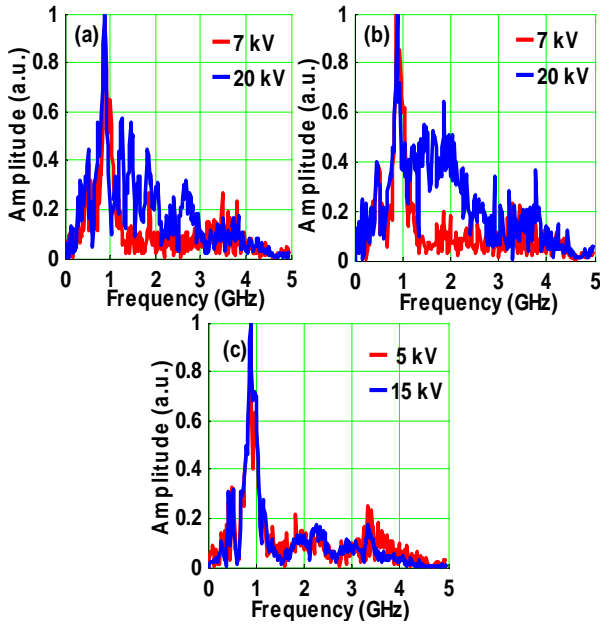 (a)
7 kV
20 kV
Amplitude (a.u.)
1
0.8
0.6
0.4
0.2
0
0 1 2 3 4 5
Frequency (GHz)
(b)
7 kV
20 kV
Amplitude (a.u.)
1
0.8
0.6
0.4
0.2
0
0 1 2 3 4 5
Frequency (GHz)
(c)
5 kV
15 kV
Amplitude (a.u.)
1
0.8
0.6
0.4
0.2
0
0 1 2 3 4 5
Frequency (GHz)